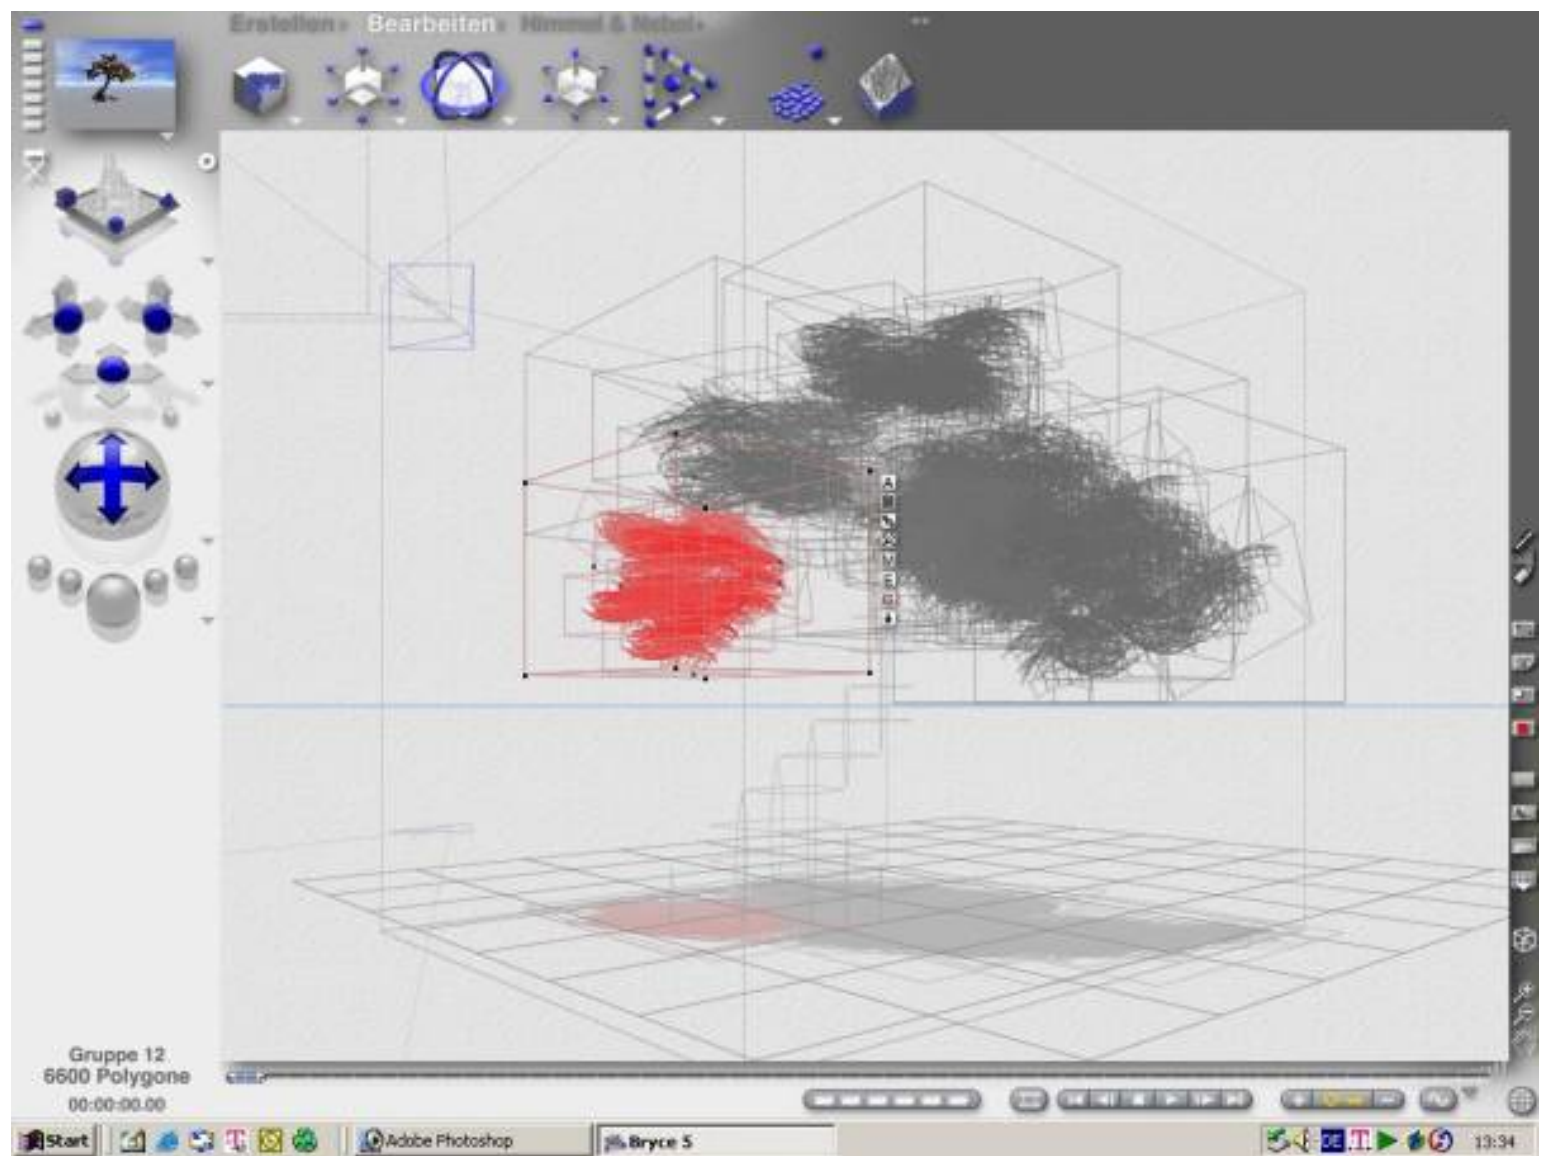 Erstellen Bearbeiten Himmel & Nebel
A
E
Gruppe 12
6600 Polygone
00:00:00.00
Start Adobe Photoshop Bryce 5 DE T 13:34